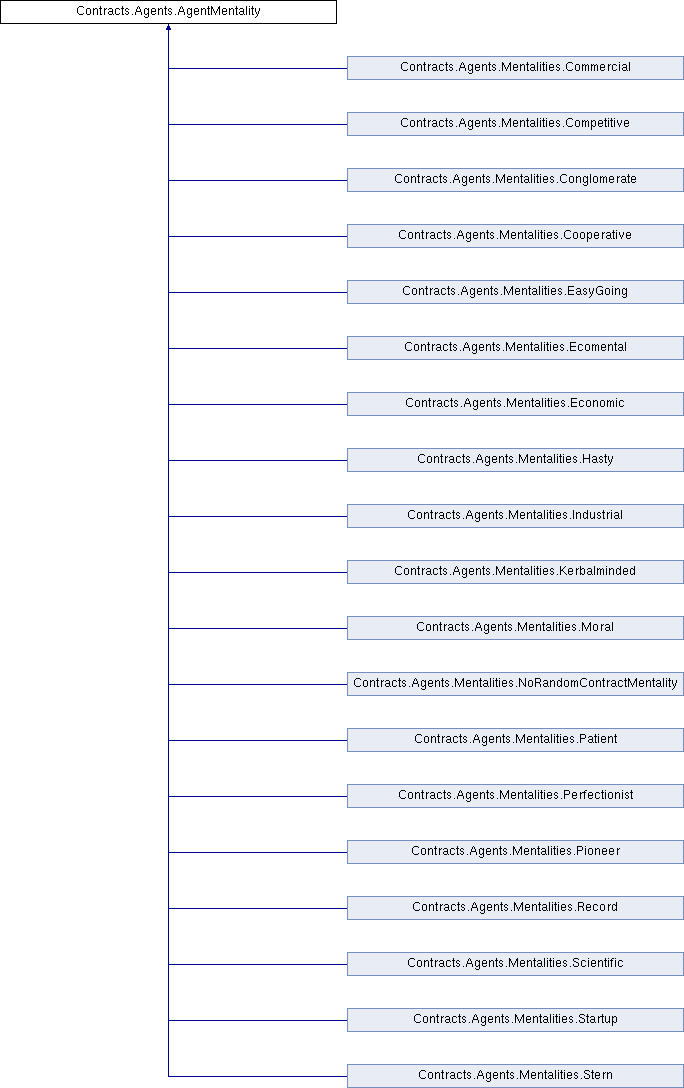 Contracts.Agents.AgentMentality
Contracts.Agents.Mentalities.Commercial
Contracts.Agents.Mentalities.Competitive
Contracts.Agents.Mentalities.Conglomerate
Contracts.Agents.Mentalities.Cooperative
Contracts.Agents.Mentalities.EasyGoing
Contracts.Agents.Mentalities.Ecomental
Contracts.Agents.Mentalities.Economic
Contracts.Agents.Mentalities.Hasty
Contracts.Agents.Mentalities.Industrial
Contracts.Agents.Mentalities.Kerbalminded
Contracts.Agents.Mentalities.Moral
Contracts.Agents.Mentalities.NoRandomContractMentality
Contracts.Agents.Mentalities.Patient
Contracts.Agents.Mentalities.Perfectionist
Contracts.Agents.Mentalities.Pioneer
Contracts.Agents.Mentalities.Record
Contracts.Agents.Mentalities.Scientific
Contracts.Agents.Mentalities.Startup
Contracts.Agents.Mentalities.Stern